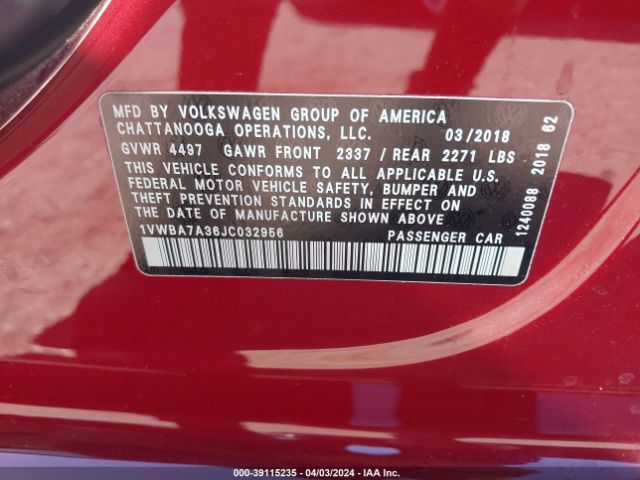 MFD BY VOLKSWAGEN GROUP OF AMERICA
CHATTANOOGA OPERATIONS, LLC. 03/2018
GVWR 4497 GAWR FRONT 2337 / REAR 2271 LBS
THIS VEHICLE CONFORMS TO ALL APPLICABLE U.S.
FEDERAL MOTOR VEHICLE SAFETY, BUMPER AND
THEFT PREVENTION STANDARDS IN EFFECT ON
THE DATE OF MANUFACTURE SHOWN ABOVE
1VWBA7A36JC032956 PASSENGER CAR
1240088 2018 62
000-39115235 - 04/03/2024 - IAAI, Inc.